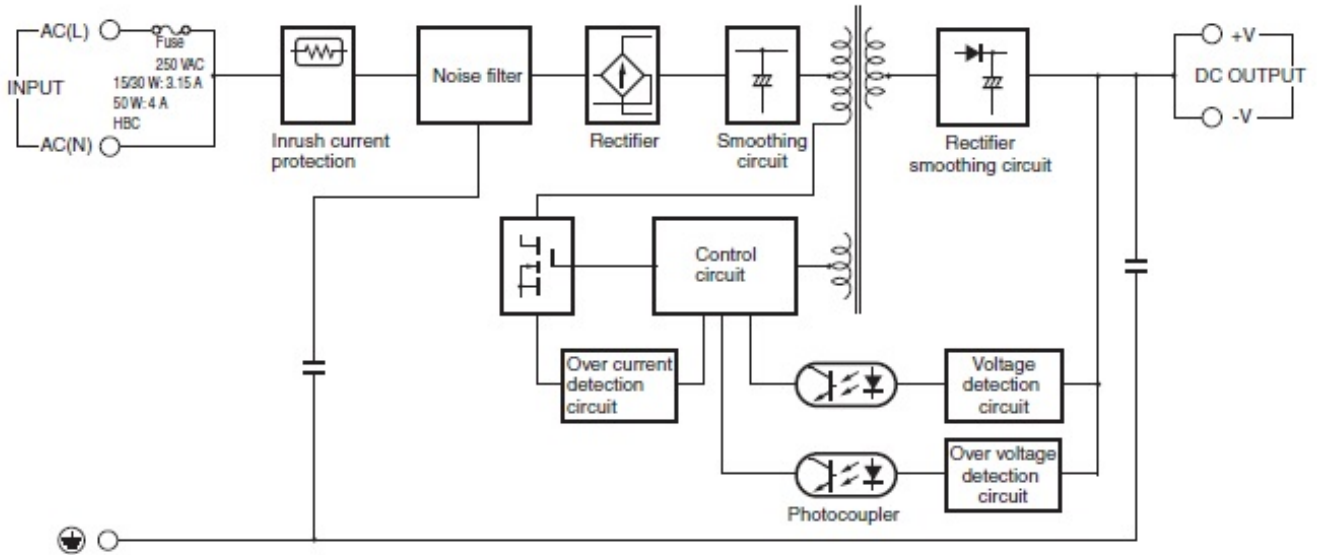 AC(L)
Fuse
250 VAC
15/30 W: 3.15 A
50 W: 4 A
HBC
INPUT
AC(N)
Inrush current
protection
Noise filter
Rectifier
Smoothing
circuit
Rectifier
smoothing circuit
+V
DC OUTPUT
-V
Control
circuit
Over current
detection
circuit
Voltage
detection
circuit
Over voltage
detection
circuit
Photocoupler